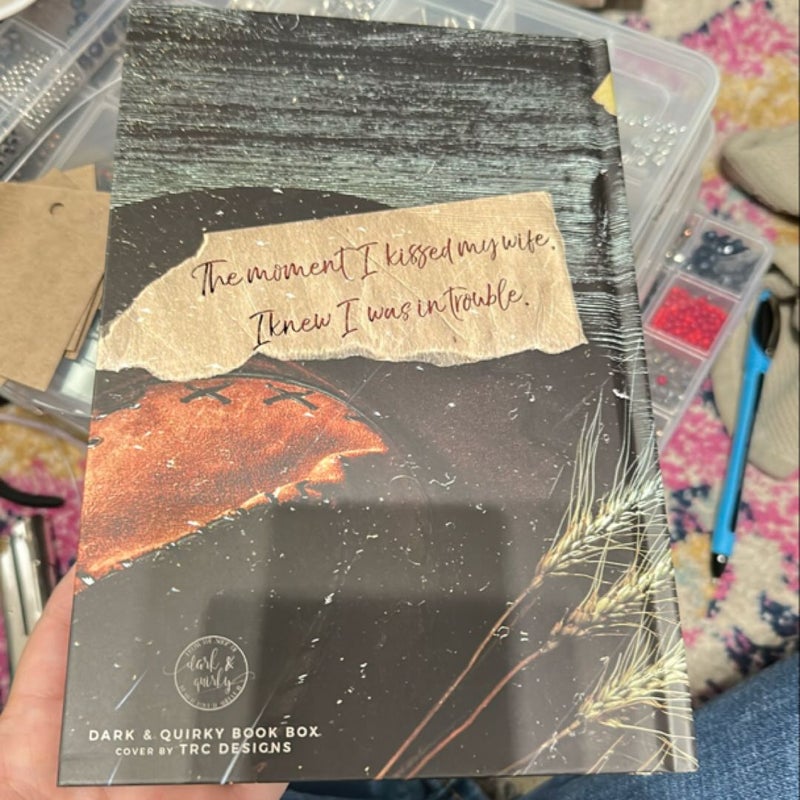 The moment I kissed my wife,
I knew I was in trouble.
dark &
quirky
DARK & QUIRKY BOOK BOX
COVER BY TRC DESIGNS